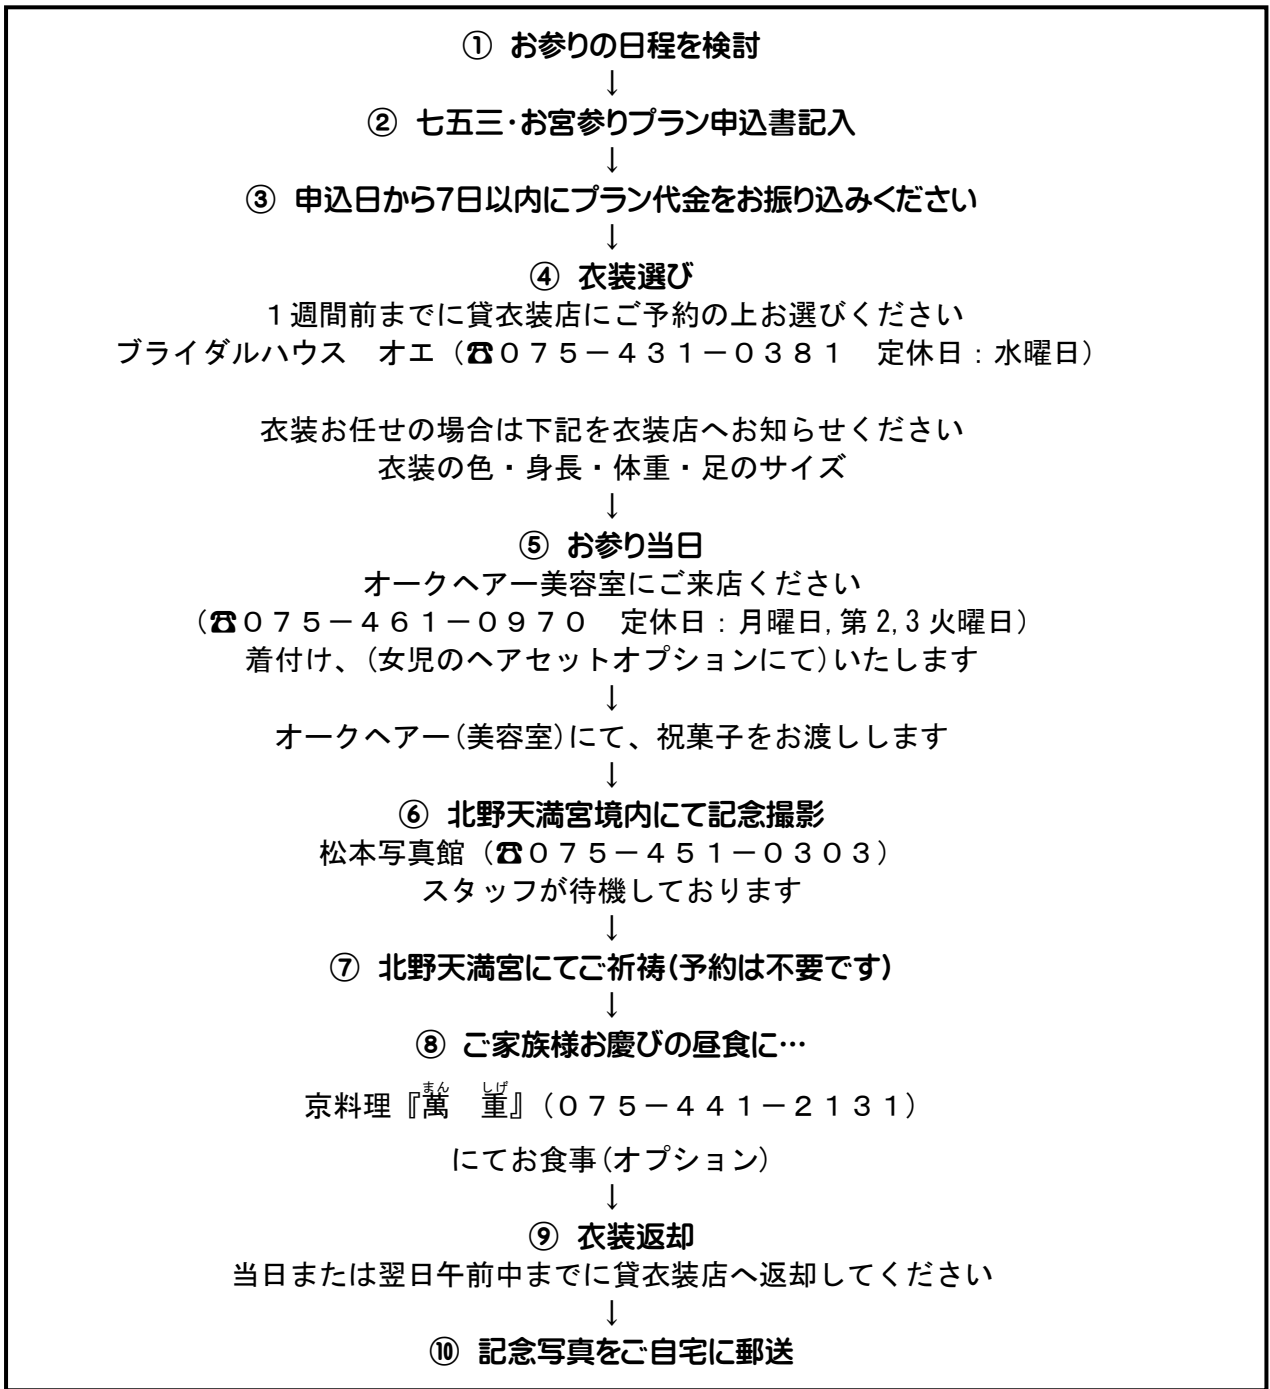 ① お参りの日程を検討
↓
② 七五三・お宮参りプラン申込書記入
↓
③ 申込日から7日以内にプラン代金をお振り込みください
↓
④ 衣装選び
１週間前までに貸衣装店にご予約の上お選びください
ブライダルハウス　オエ（☎０７５－４３１－０３８１　定休日：水曜日）
衣装お任せの場合は下記を衣装店へお知らせください
衣装の色・身長・体重・足のサイズ
↓
⑤ お参り当日
オークヘアー美容室にご来店ください
（☎０７５－４６１－０９７０　定休日：月曜日,第2,3火曜日）
着付け、(女児のヘアセットオプションにて)いたします
↓
オークヘアー(美容室)にて、祝菓子をお渡しします
↓
⑥ 北野天満宮境内にて記念撮影
松本写真館（☎０７５－４５１－０３０３）
スタッフが待機しております
↓
⑦ 北野天満宮にてご祈祷(予約は不要です)
↓
⑧ ご家族様お慶びの昼食に…
まん　しげ
京料理『萬　重』（０７５－４４１－２１３１）
にてお食事(オプション)
↓
⑨ 衣装返却
当日または翌日午前中までに貸衣装店へ返却してください
↓
⑩ 記念写真をご自宅に郵送